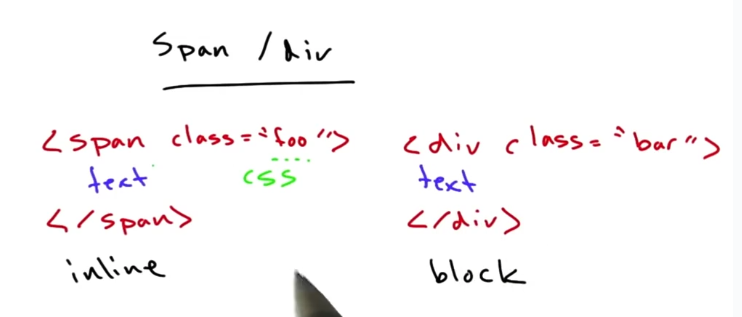 Span / div
<span class="foo">    <div class="bar">
text    css    text
</span>    </div>
inline    block